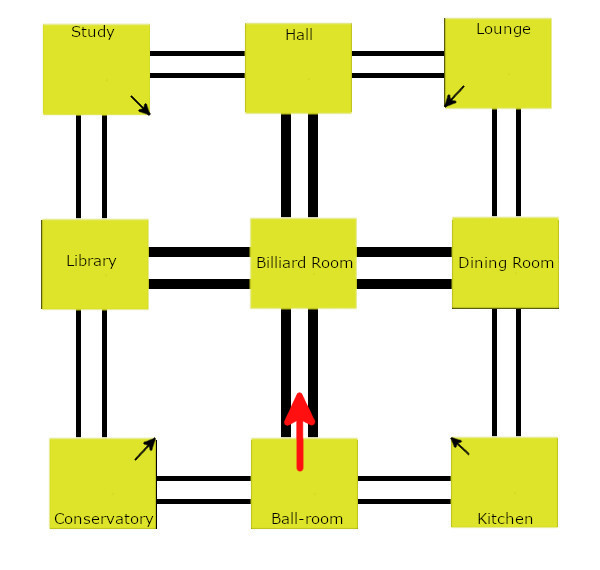 Study
Hall
Lounge
Library
Billiard Room
Dining Room
Conservatory
Ball-room
Kitchen